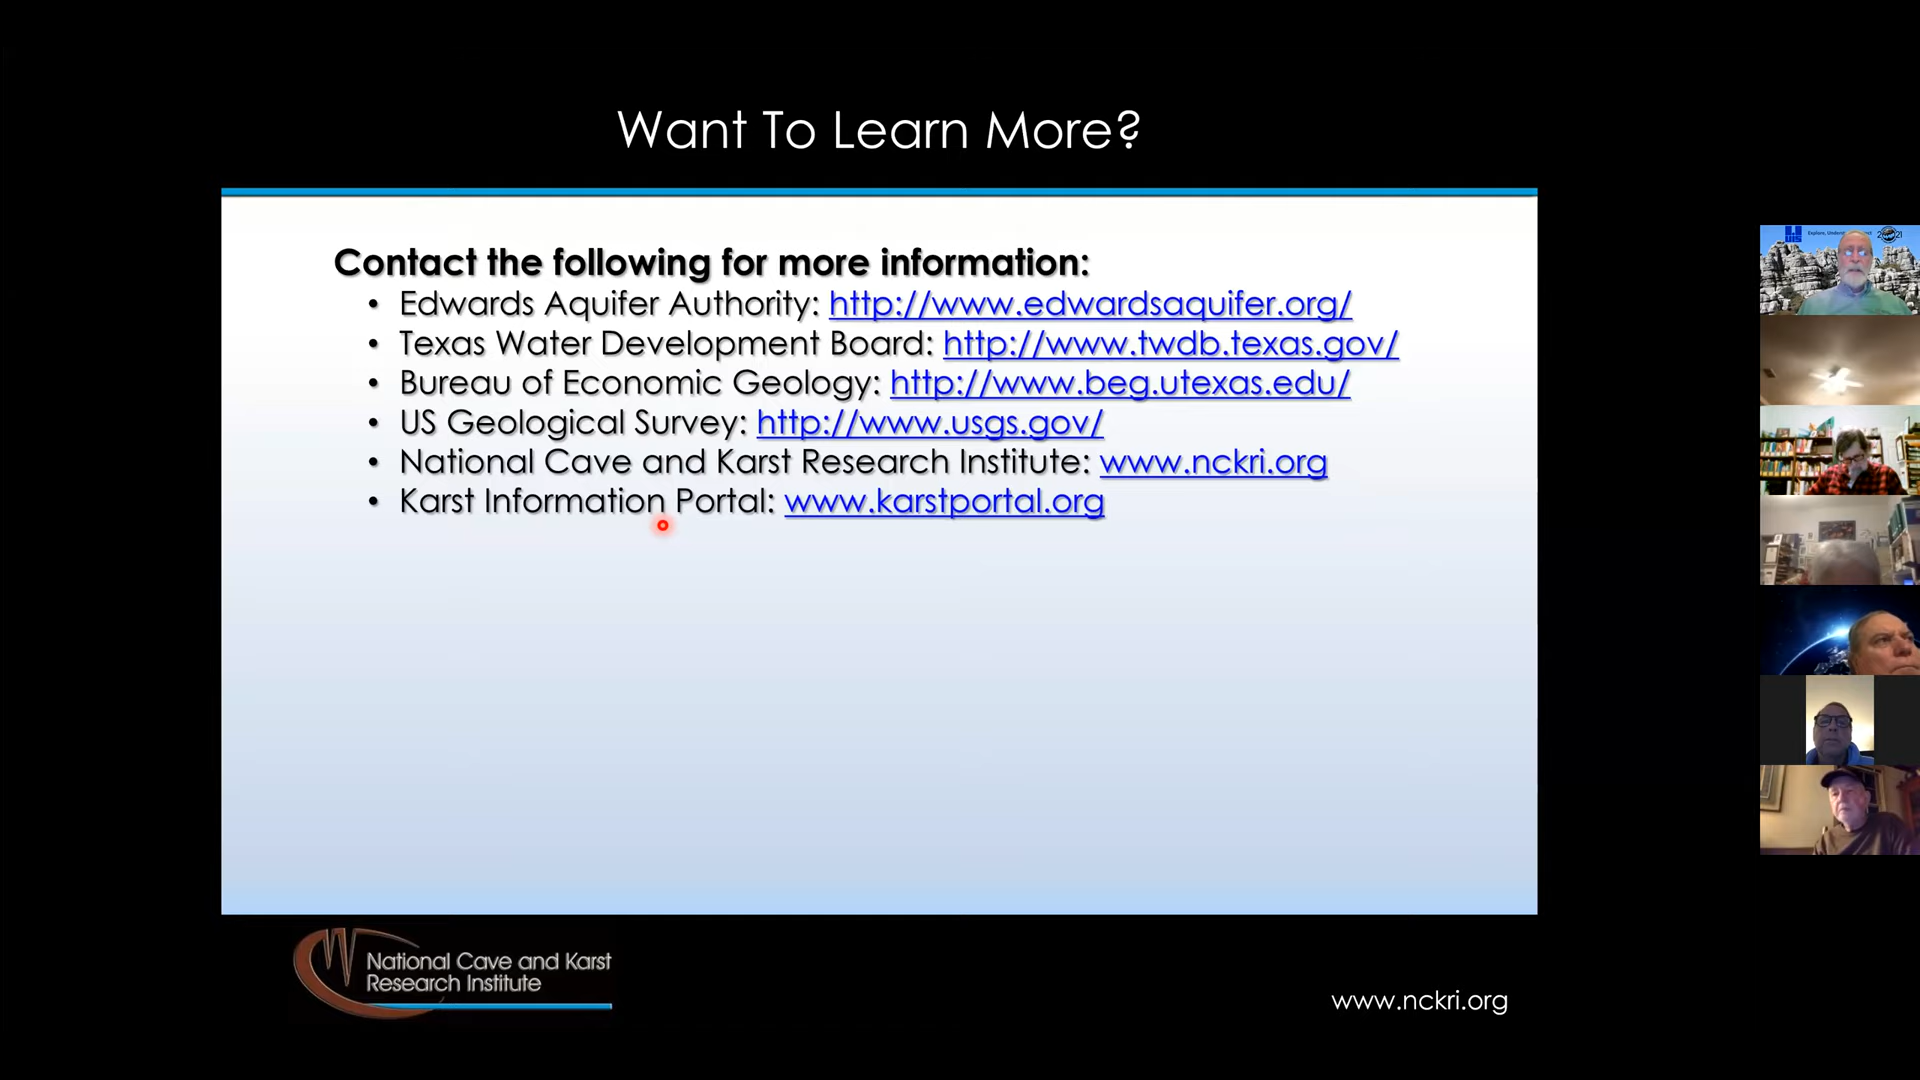 Want To Learn More?
Contact the following for more information:
• Edwards Aquifer Authority: http://www.edwardsaquifer.org/
• Texas Water Development Board: http://www.twdb.texas.gov/
• Bureau of Economic Geology: http://www.beg.utexas.edu/
• US Geological Survey: http://www.usgs.gov/
• National Cave and Karst Research Institute: www.nckri.org
• Karst Information Portal: www.karstportal.org
National Cave and Karst
Research Institute
www.nckri.org